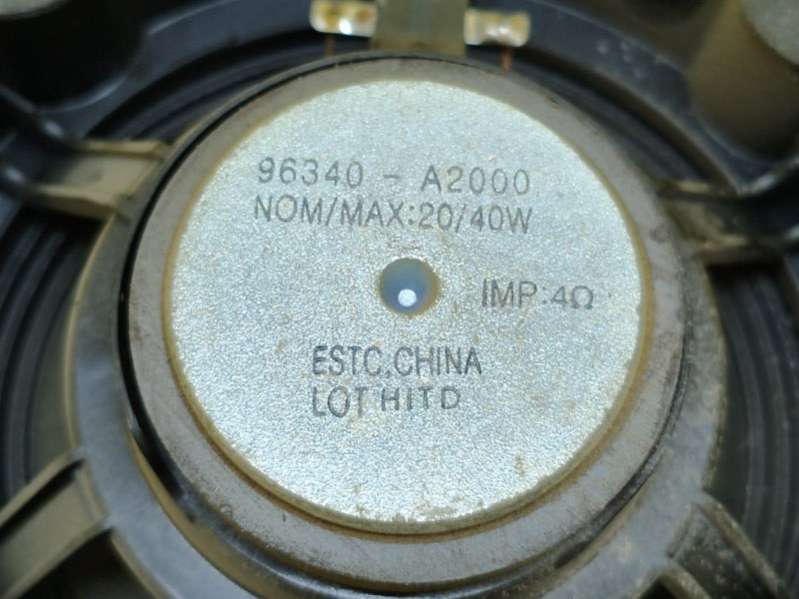 96340 - A2000
NOM/MAX:20/40W
IMP:4Ω
ESTC.CHINA
LOT HITD